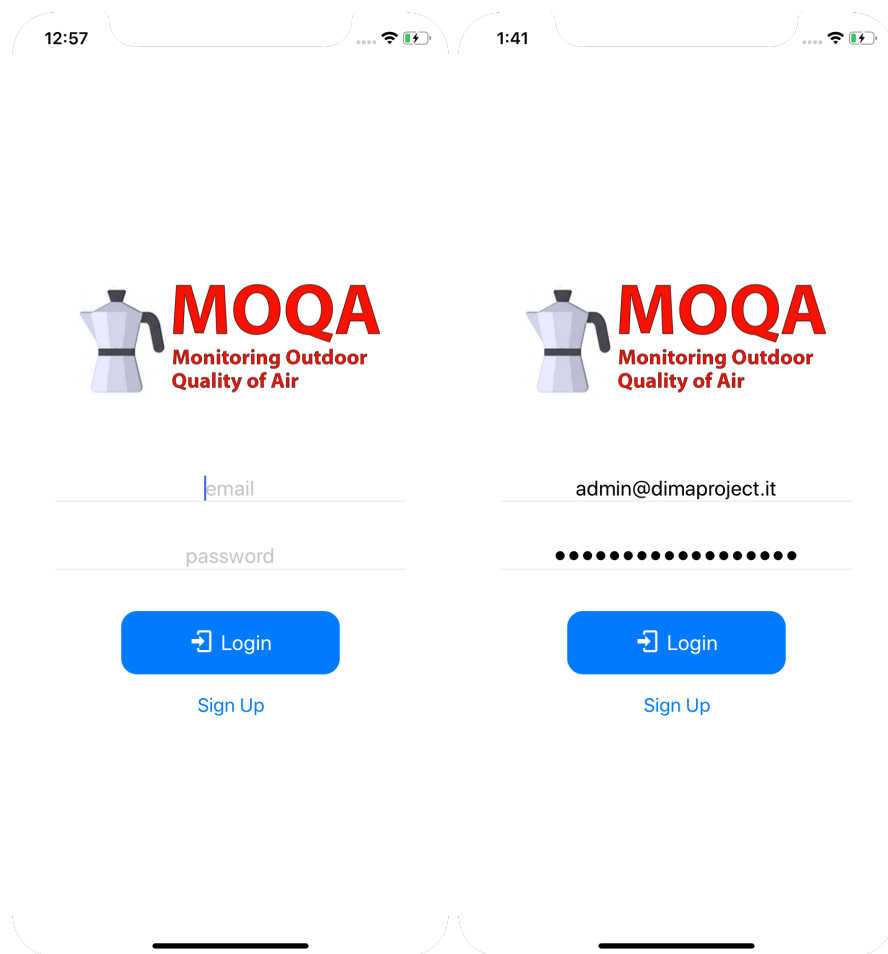 12:57
MOQA
Monitoring Outdoor
Quality of Air
email
password
Login
Sign Up
1:41
MOQA
Monitoring Outdoor
Quality of Air
admin@dimaproject.it
••••••••••••••••••
Login
Sign Up